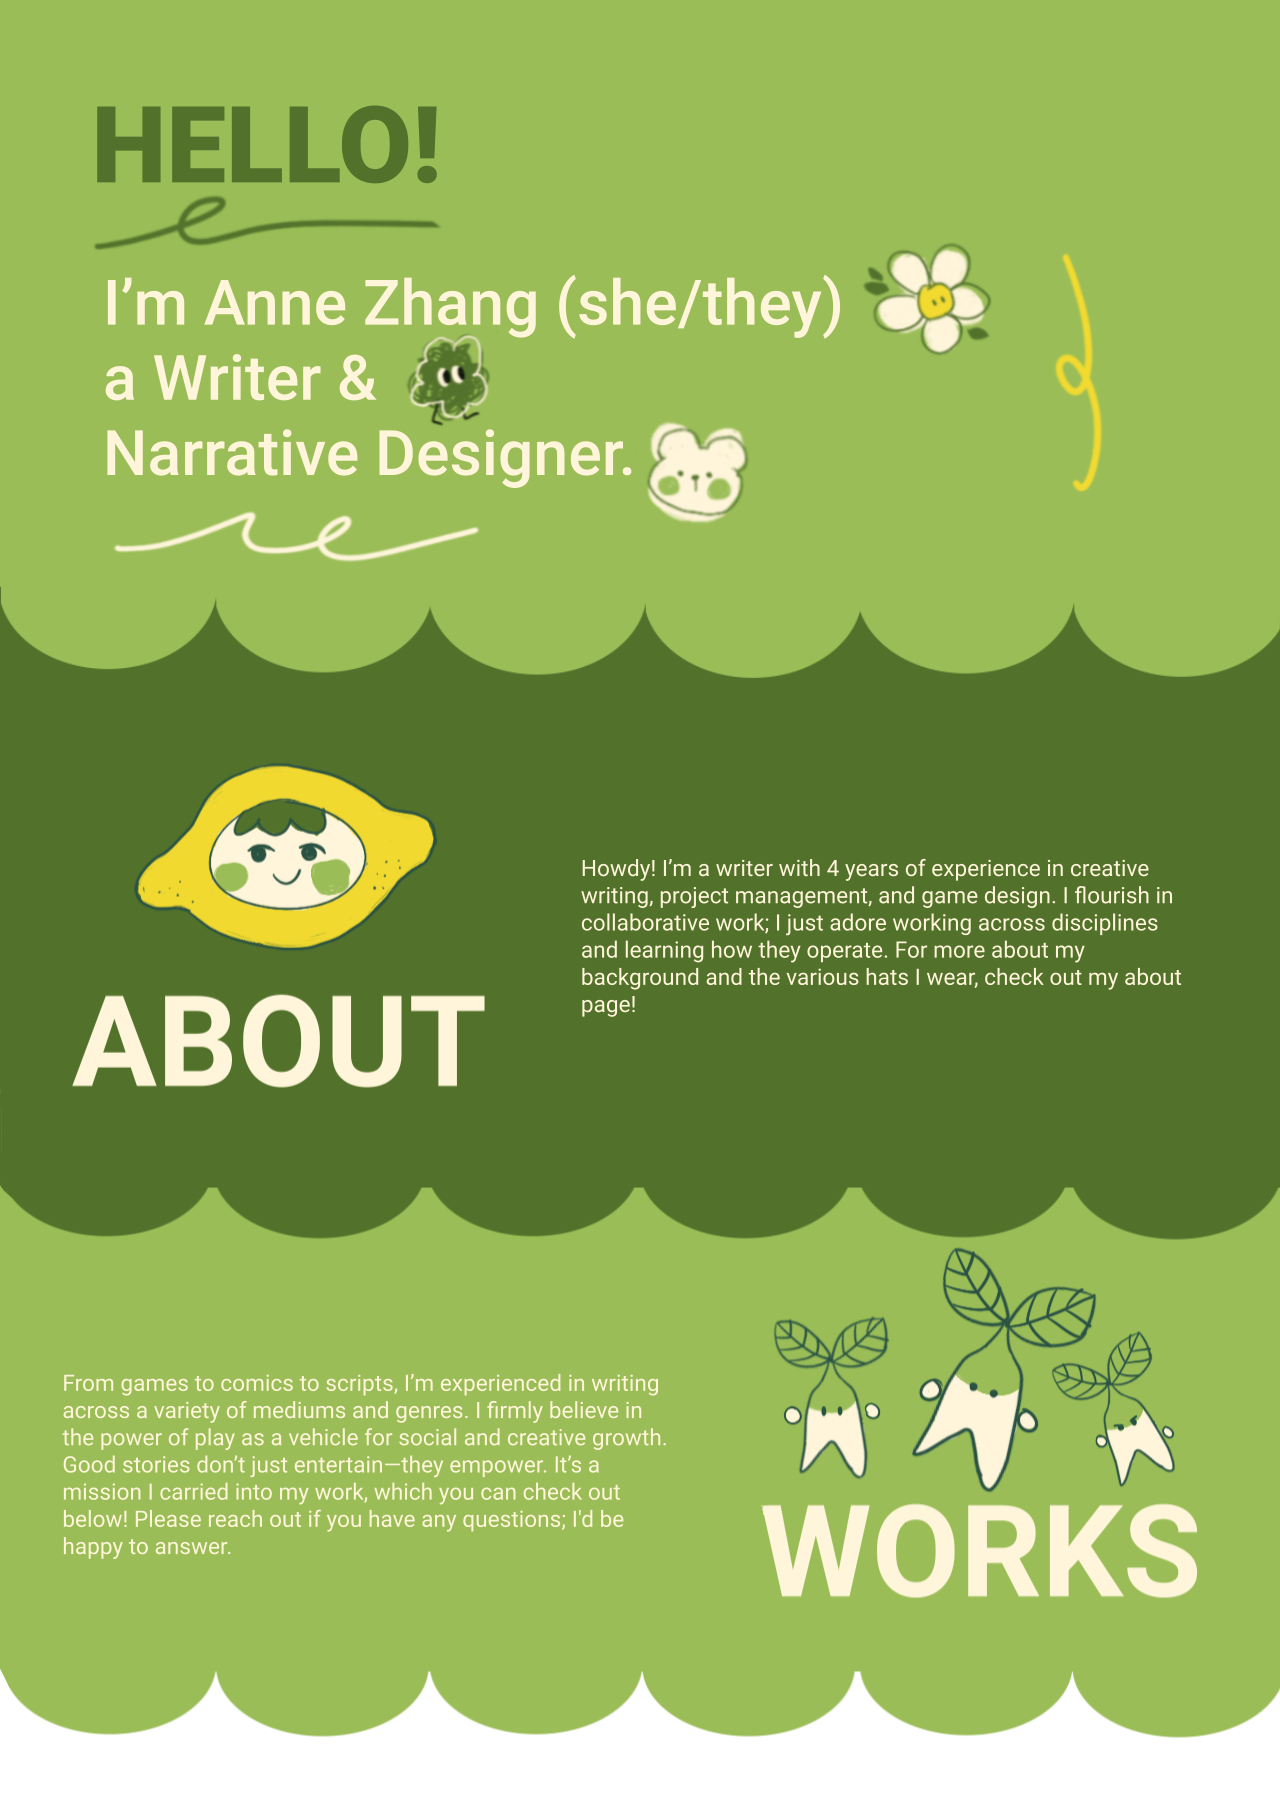 HELLO!
I’m Anne Zhang (she/they)
a Writer &
Narrative Designer.
Howdy! I’m a writer with 4 years of experience in creative
writing, project management, and game design. I flourish in
collaborative work; I just adore working across disciplines
and learning how they operate. For more about my
background and the various hats I wear, check out my about
page!
ABOUT
From games to comics to scripts, I’m experienced in writing
across a variety of mediums and genres. I firmly believe in
the power of play as a vehicle for social and creative growth.
Good stories don’t just entertain—they empower. It’s a
mission I carried into my work, which you can check out
below! Please reach out if you have any questions; I'd be
happy to answer.
WORKS